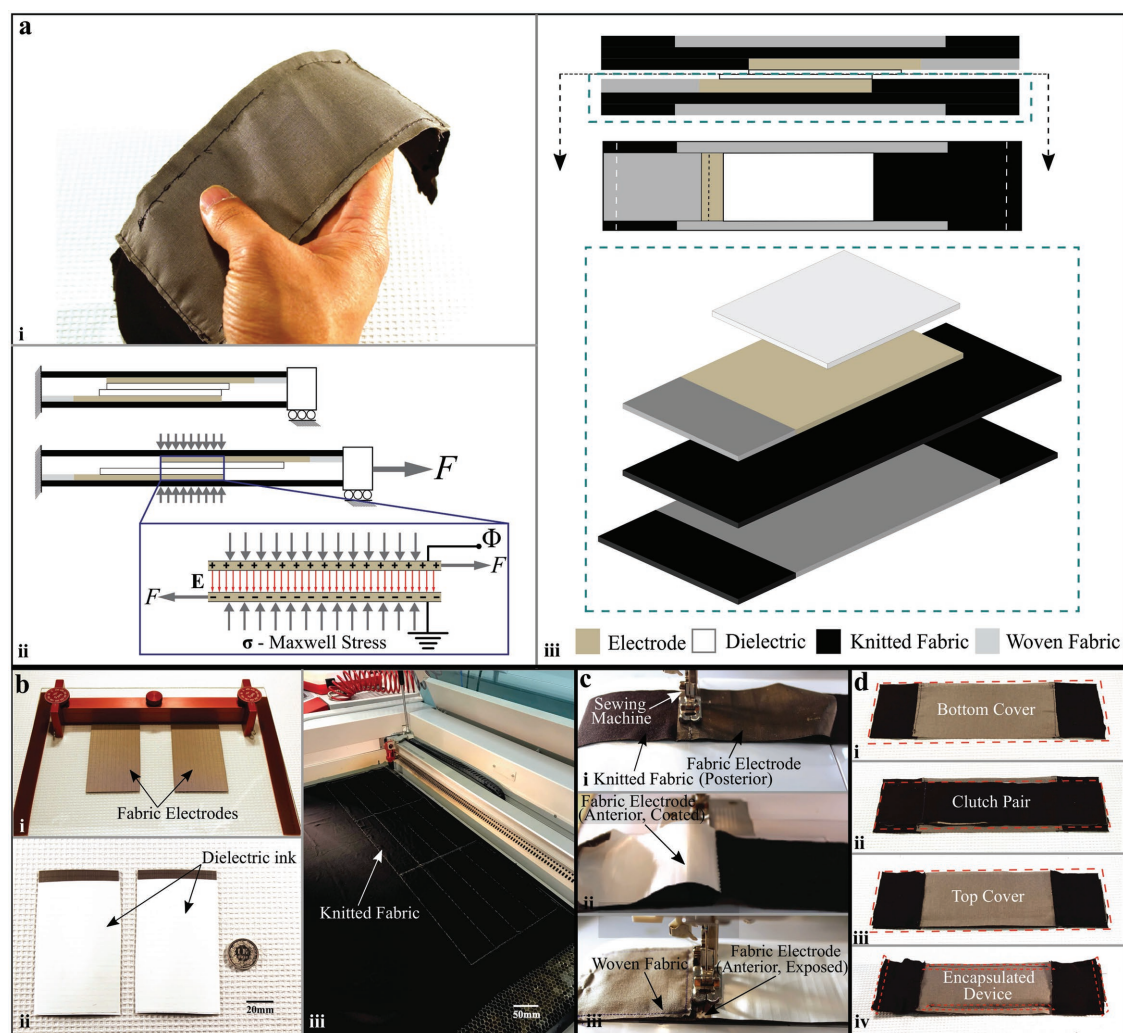 a
i
ii
F
Φ
E
F
F
σ - Maxwell Stress
iii
Electrode
Dielectric
Knitted Fabric
Woven Fabric
b
Fabric Electrodes
i
Dielectric ink
ii
20mm
Knitted Fabric
iii
50mm
c
Sewing
Machine
Fabric Electrode
i
Knitted Fabric (Posterior)
Fabric Electrode
(Anterior, Coated)
ii
Woven Fabric
Fabric Electrode
(Anterior, Exposed)
iii
d
Bottom Cover
i
Clutch Pair
ii
Top Cover
iii
Encapsulated
Device
iv